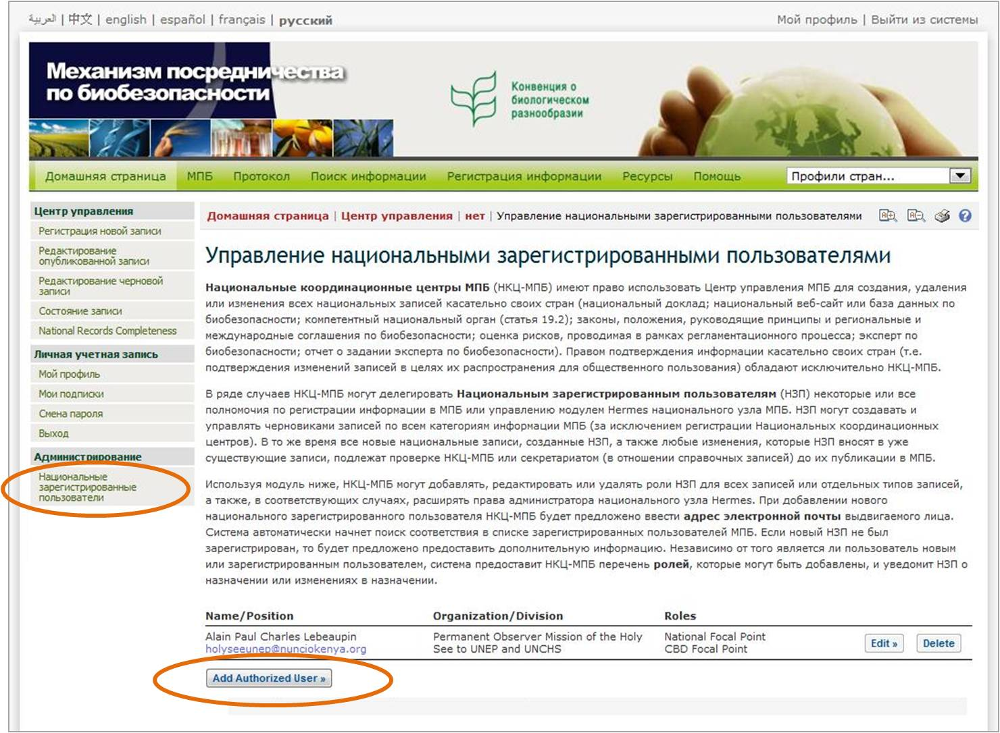 العربية | 中文 | english | español | français | русский
Мой профиль | Выйти из системы
Механизм посредничества
по биобезопасности
Конвенция о
биологическом
разнообразии
Домашняя страница МПБ Протокол Поиск информации Регистрация информации Ресурсы Помощь Профили стран...
Центр управления
Регистрация новой записи
Редактирование
опубликованной записи
Редактирование черновой
записи
Состояние записи
National Records Completeness
Личная учетная запись
Мой профиль
Мои подписки
Смена пароля
Выход
Администрирование
Национальные
зарегистрированные
пользователи
Домашняя страница | Центр управления | нет | Управление национальными зарегистрированными пользователями
Управление национальными зарегистрированными пользователями
Национальные координационные центры МПБ (НКЦ-МПБ) имеют право использовать Центр управления МПБ для создания, удаления
или изменения всех национальных записей касательно своих стран (национальный доклад; национальный веб-сайт или база данных по
биобезопасности; компетентный национальный орган (статья 19.2); законы, положения, руководящие принципы и региональные и
международные соглашения по биобезопасности; оценка рисков, проводимая в рамках регламентационного процесса; эксперт по
биобезопасности; отчет о задании эксперта по биобезопасности). Правом подтверждения информации касательно своих стран (т.е.
подтверждения изменений записей в целях их распространения для общественного пользования) обладают исключительно НКЦ-МПБ.
В ряде случаев НКЦ-МПБ могут делегировать Национальным зарегистрированным пользователям (НЗП) некоторые или все
полномочия по регистрации информации в МПБ или управлению модулем Hermes национального узла МПБ. НЗП могут создавать и
управлять черновиками записей по всем категориям информации МПБ (за исключением регистрации Национальных координационных
центров). В то же время все новые национальные записи, созданные НЗП, а также любые изменения, которые НЗП вносят в уже
существующие записи, подлежат проверке НКЦ-МПБ или секретариатом (в отношении справочных записей) до их публикации в МПБ.
Используя модуль ниже, НКЦ-МПБ могут добавлять, редактировать или удалять роли НЗП для всех записей или отдельных типов записей,
а также, в соответствующих случаях, расширять права администратора национального узла Hermes. При добавлении нового
национального зарегистрированного пользователя НКЦ-МПБ будет предложено ввести адрес электронной почты выдвигаемого лица.
Система автоматически начнет поиск соответствия в списке зарегистрированных пользователей МПБ. Если новый НЗП не был
зарегистрирован, то будет предложено предоставить дополнительную информацию. Независимо от того является ли пользователь новым
или зарегистрированным пользователем, система предоставит НКЦ-МПБ перечень ролей, которые могут быть добавлены, и уведомит НЗП о
назначении или изменениях в назначении.
Name/Position Organization/Division Roles
Alain Paul Charles Lebeaupin Permanent Observer Mission of the Holy National Focal Point
holyseeunep@nunciokenya.org See to UNEP and UNCHS CBD Focal Point
Edit » Delete
Add Authorized User »